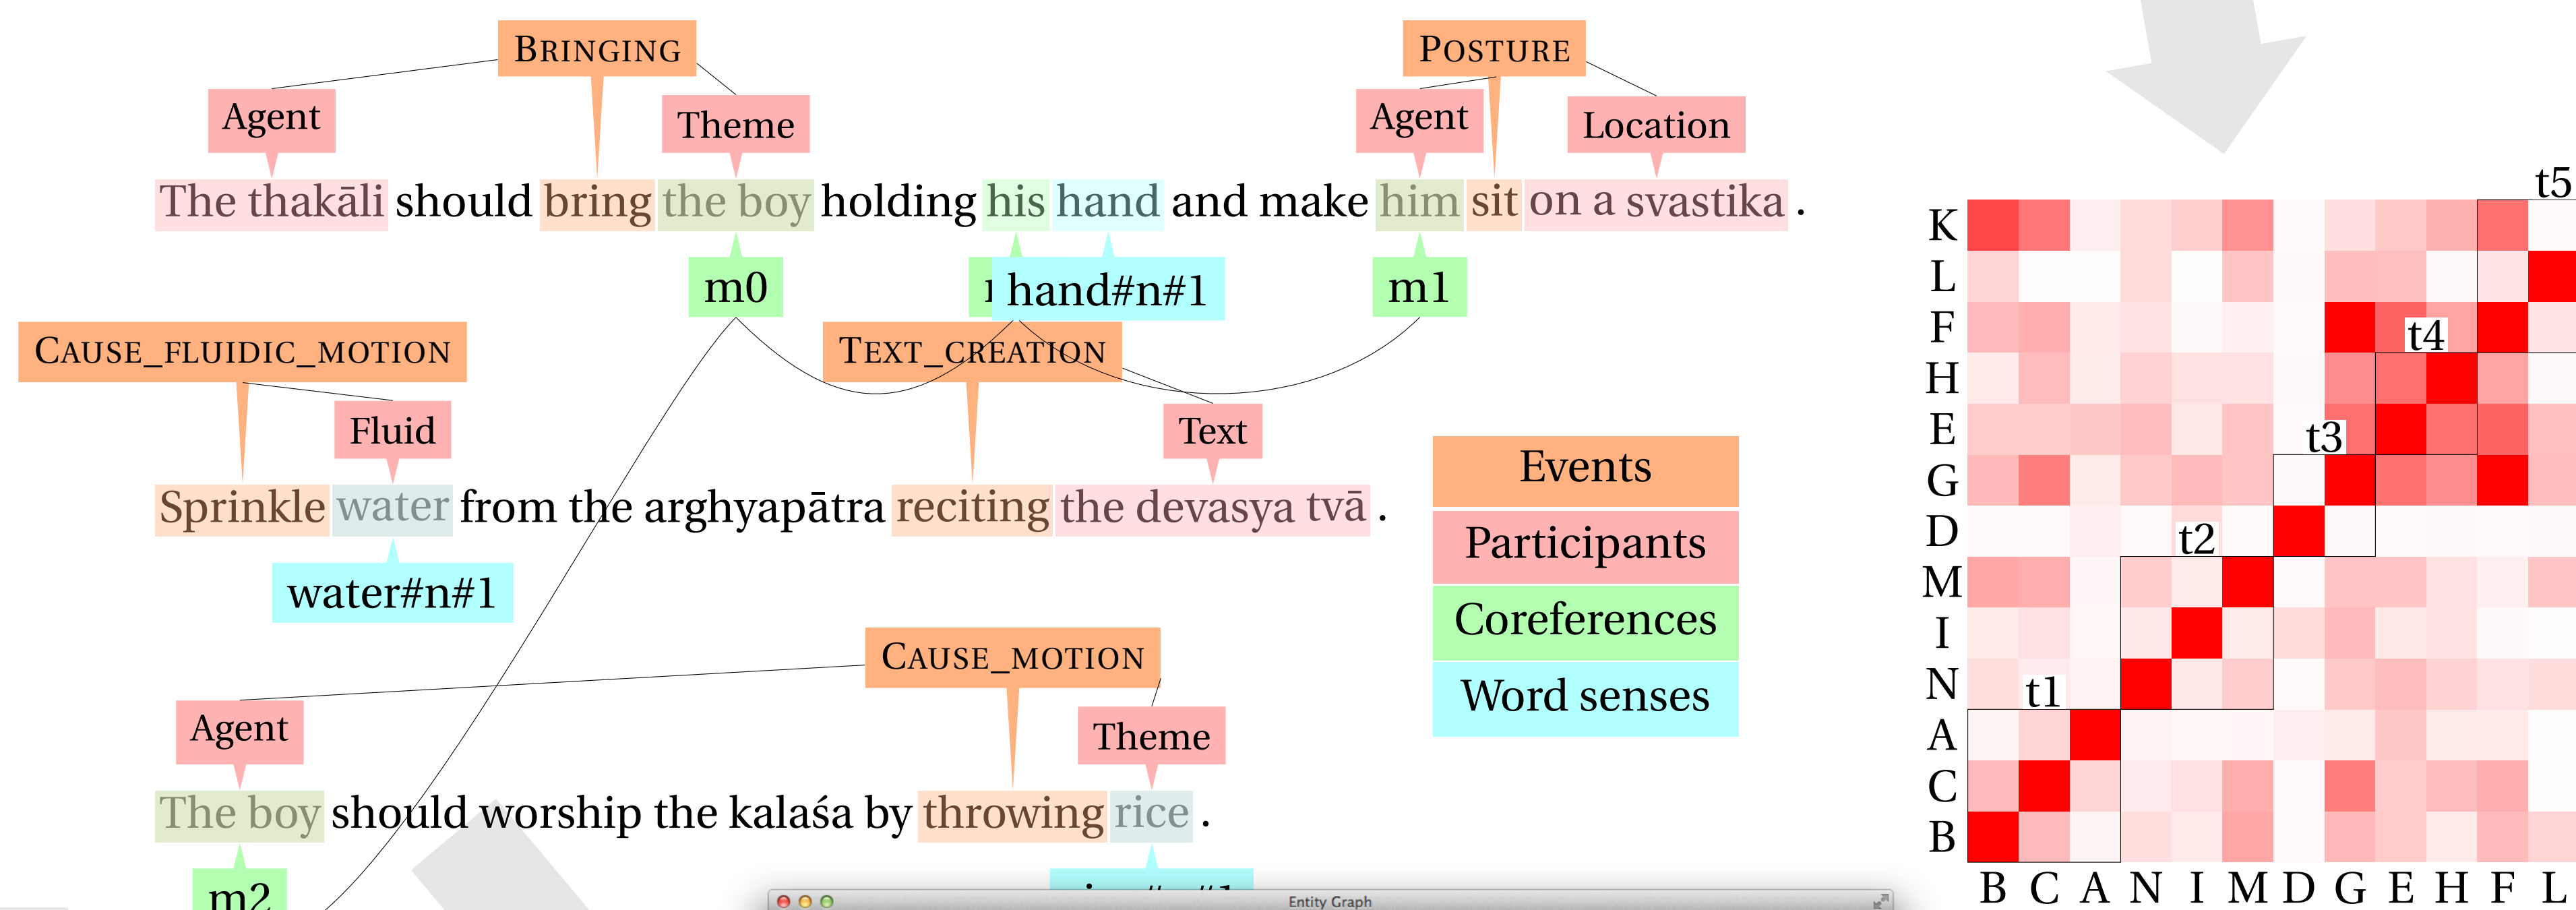 BRINGING
POSTURE
Agent
Theme
Agent
Location
The thakāli should bring the boy holding his hand and make him sit on a svastika .
m0
hand#n#1
m1
CAUSE_FLUIDIC_MOTION
TEXT_CREATION
Fluid
Text
Sprinkle water from the arghyapātra reciting the devasya tvā .
water#n#1
CAUSE_MOTION
Agent
Theme
The boy should worship the kalaśa by throwing rice .
m2
Entity Graph
Events
Participants
Coreferences
Word senses
t5
K
L
F
t4
H
E
t3
G
D
t2
M
I
N
t1
A
C
B
B C A N I M D G E H F L